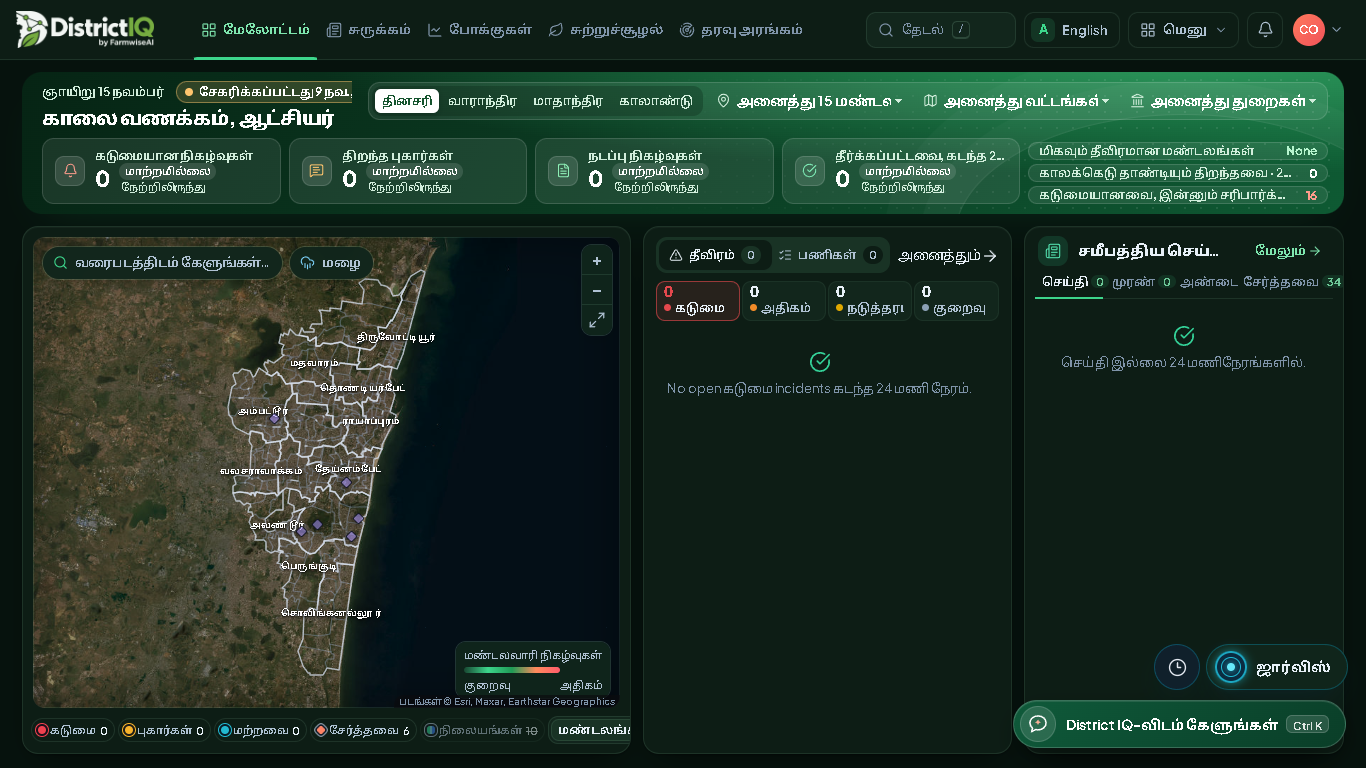 DistrictIQ
by FarmwiseAI
மேலோட்டம்
சுருக்கம்
போக்குகள்
சுற்றுச்சூழல்
தரவு அரங்கம்
தேடல் /
A English
மெனு
CO
ஞாயிறு 15 நவம்பர்
சேகரிக்கப்பட்டது 9 நவ.
காலை வணக்கம், ஆட்சியர்
தினசரி
வாராந்திர
மாதாந்திர
காலாண்டு
அனைத்து 15 மண்டல
அனைத்து வட்டங்கள்
அனைத்து துறைகள்
கடுமையான நிகழ்வுகள்
0 மாற்றமில்லை
நேற்றிலிருந்து
திறந்த புகார்கள்
0 மாற்றமில்லை
நேற்றிலிருந்து
நடப்பு நிகழ்வுகள்
0 மாற்றமில்லை
நேற்றிலிருந்து
தீர்க்கப்பட்டவை, கடந்த 2...
0 மாற்றமில்லை
நேற்றிலிருந்து
மிகவும் தீவிரமான மண்டலங்கள் None
காலக்கெடு தாண்டியும் திறந்தவை · 2... 0
கடுமையானவை, இன்னும் சரிபார்க்... 16
வரைபடத்திடம் கேளுங்கள்...
மழை
+
−
திருவோட்டியூர்
மதவாரம்
தொண்டியர்பேட்
அம்பட்டூர்
ராயாப்புரம்
வலசராவாக்கம்
தேயனம்பேட்
அலண்டூர்
பெருங்குடி
சொலிங்கனல்லூர்
மண்டலவாரி நிகழ்வுகள்
குறைவு அதிகம்
படங்கள் © Esri, Maxar, Earthstar Geographics
கடுமை 0
புகார்கள் 0
மற்றவை 0
சேர்த்தவை 6
நிலையங்கள் 10
மண்டலங்
தீவிரம் 0
பணிகள் 0
அனைத்தும்
0
கடுமை
0
அதிகம்
0
நடுத்தர
0
குறைவு
No open கடுமை incidents கடந்த 24 மணி நேரம்.
சமீபத்திய செய்...
மேலும்
செய்தி 0
முரண் 0
அண்டை
சேர்த்தவை 34
செய்தி இல்லை 24 மணிநேரங்களில்.
ஜார்விஸ்
District IQ-விடம் கேளுங்கள் Ctrl K